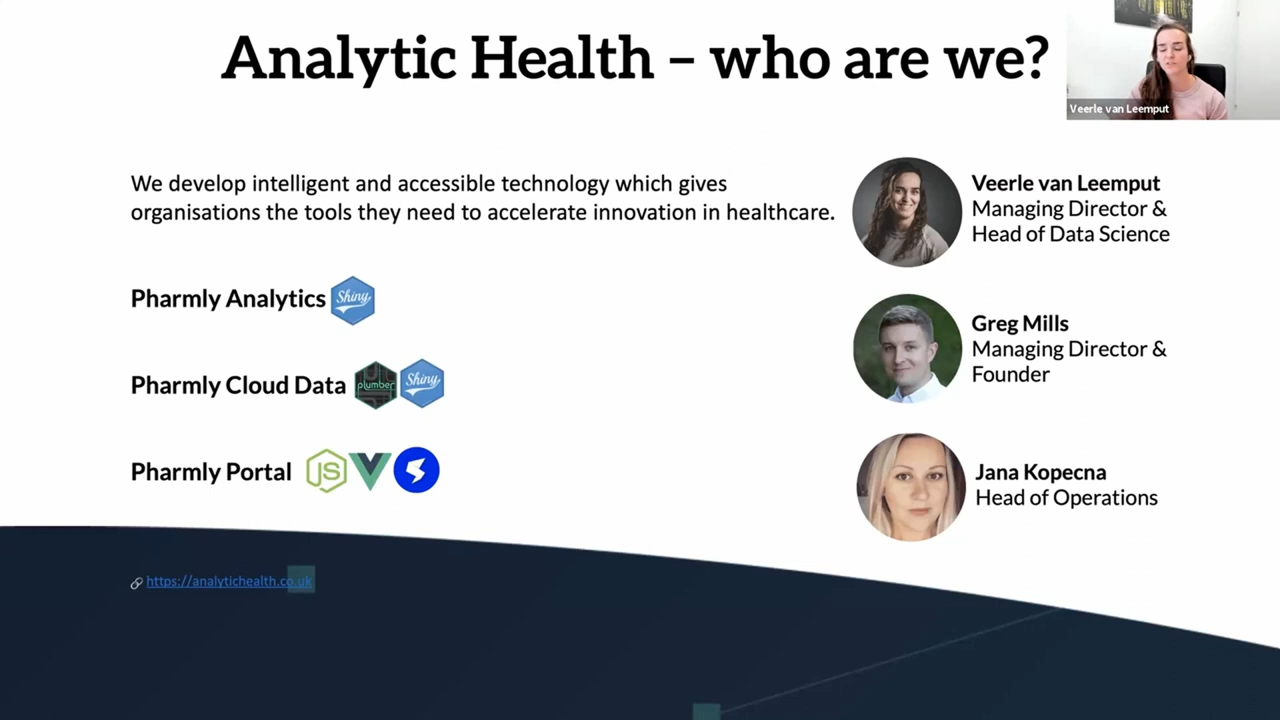 Analytic Health – who are we?
Veerle van Leemput
We develop intelligent and accessible technology which gives
organisations the tools they need to accelerate innovation in healthcare.
Pharmly Analytics
Shiny
Pharmly Cloud Data
plumber
Shiny
Pharmly Portal
JS
Veerle van Leemput
Managing Director &
Head of Data Science
Greg Mills
Managing Director &
Founder
Jana Kopecna
Head of Operations
https://analytichealth.co.uk